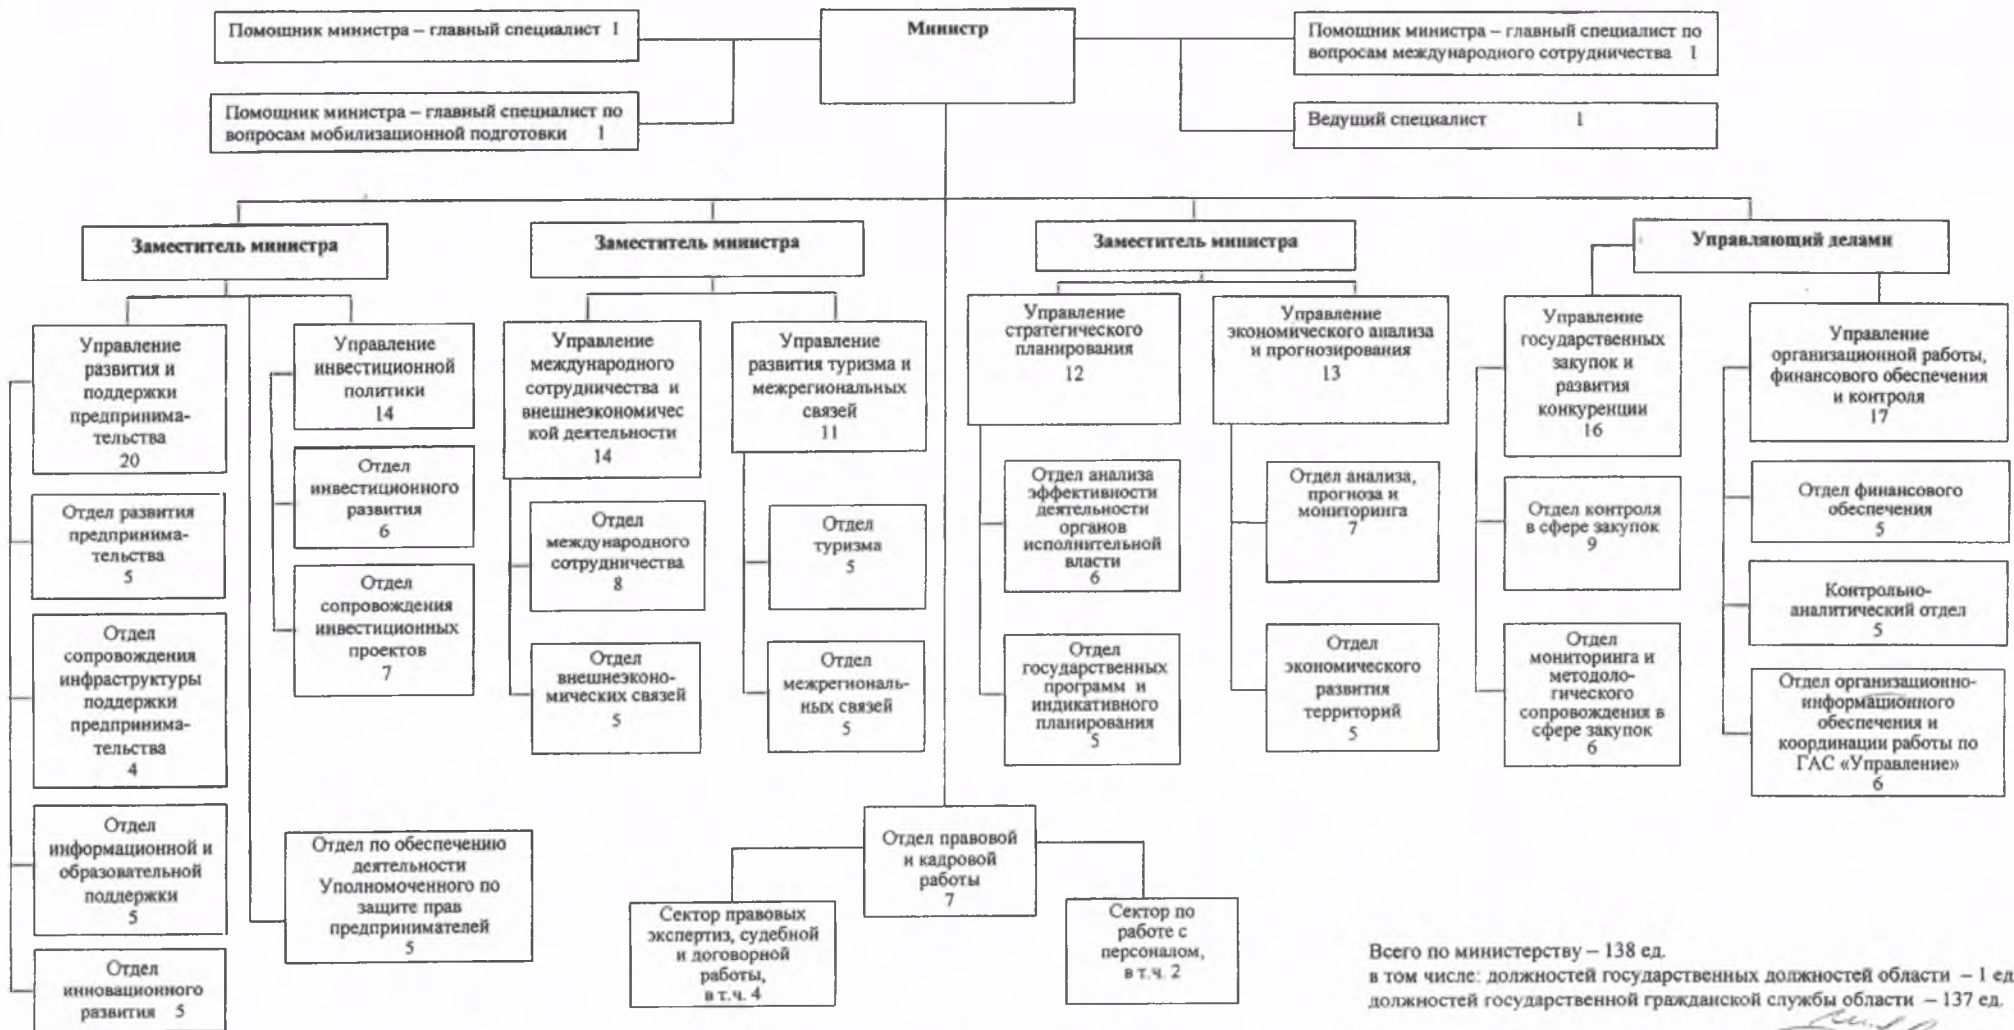 Помощник министра – главный специалист 1
Министр
Помощник министра – главный специалист по
вопросам международного сотрудничества 1
Помощник министра – главный специалист по
вопросам мобилизационной подготовки 1
Ведущий специалист 1
Заместитель министра
Заместитель министра
Заместитель министра
Управляющий делами
Управление
развития и
поддержки
предпринима-
тельства
20
Отдел развития
предпринима-
тельства
5
Отдел
сопровождения
инфраструктуры
поддержки
предпринима-
тельства
4
Отдел
информационной и
образовательной
поддержки
5
Отдел
инновационного
развития 5
Управление
инвестиционной
политики
14
Отдел
инвестиционного
развития
6
Отдел
сопровождения
инвестиционных
проектов
7
Отдел по обеспечению
деятельности
Уполномоченного по
защите прав
предпринимателей
5
Управление
международного
сотрудничества и
внешнеэкономичес
кой деятельности
14
Отдел
международного
сотрудничества
8
Отдел
внешнеэконо-
мических связей
5
Управление
развития туризма и
межрегиональных
связей
11
Отдел
туризма
5
Отдел
межрегиональ-
ных связей
5
Управление
стратегического
планирования
12
Отдел анализа
эффективности
деятельности
органов
исполнительной
власти
6
Отдел
государственных
программ и
индикативного
планирования
5
Управление
экономического анализа
и прогнозирования
13
Отдел анализа,
прогноза и
мониторинга
7
Отдел
экономического
развития
территорий
5
Управление
государственных
закупок и
развития
конкуренции
16
Отдел контроля
в сфере закупок
9
Отдел
мониторинга и
методоло-
гического
сопровождения в
сфере закупок
6
Управление
организационной работы,
финансового обеспечения
и контроля
17
Отдел финансового
обеспечения
5
Контрольно-
аналитический отдел
5
Отдел организационно-
информационного
обеспечения и
координации работы по
ГАС «Управление»
6
Отдел правовой
и кадровой
работы
7
Сектор правовых
экспертиз, судебной
и договорной
работы,
в т.ч. 4
Сектор по
работе с
персоналом,
в т.ч. 2
Всего по министерству – 138 ед.
в том числе: должностей государственных должностей области – 1 ед
должностей государственной гражданской службы области – 137 ед.